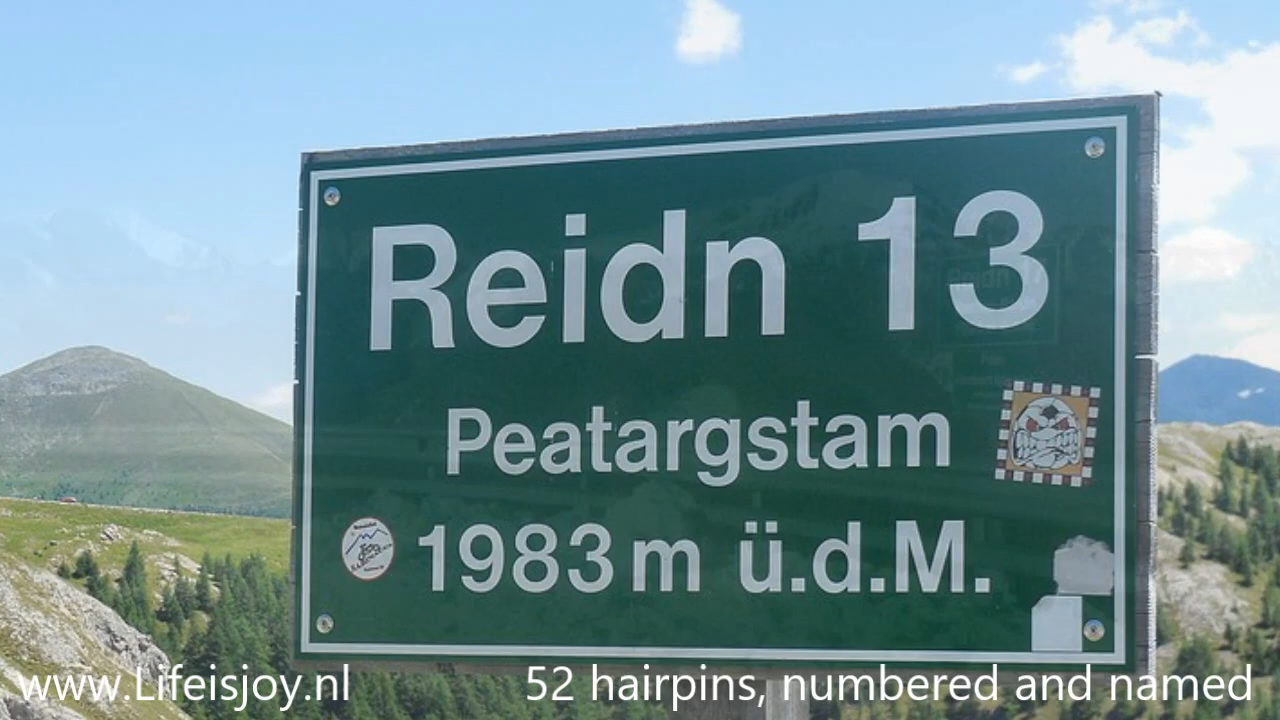 Reidn 13
Peatargstam
1983 m ü.d.M.
www.Lifeisjoy.nl
52 hairpins, numbered and named